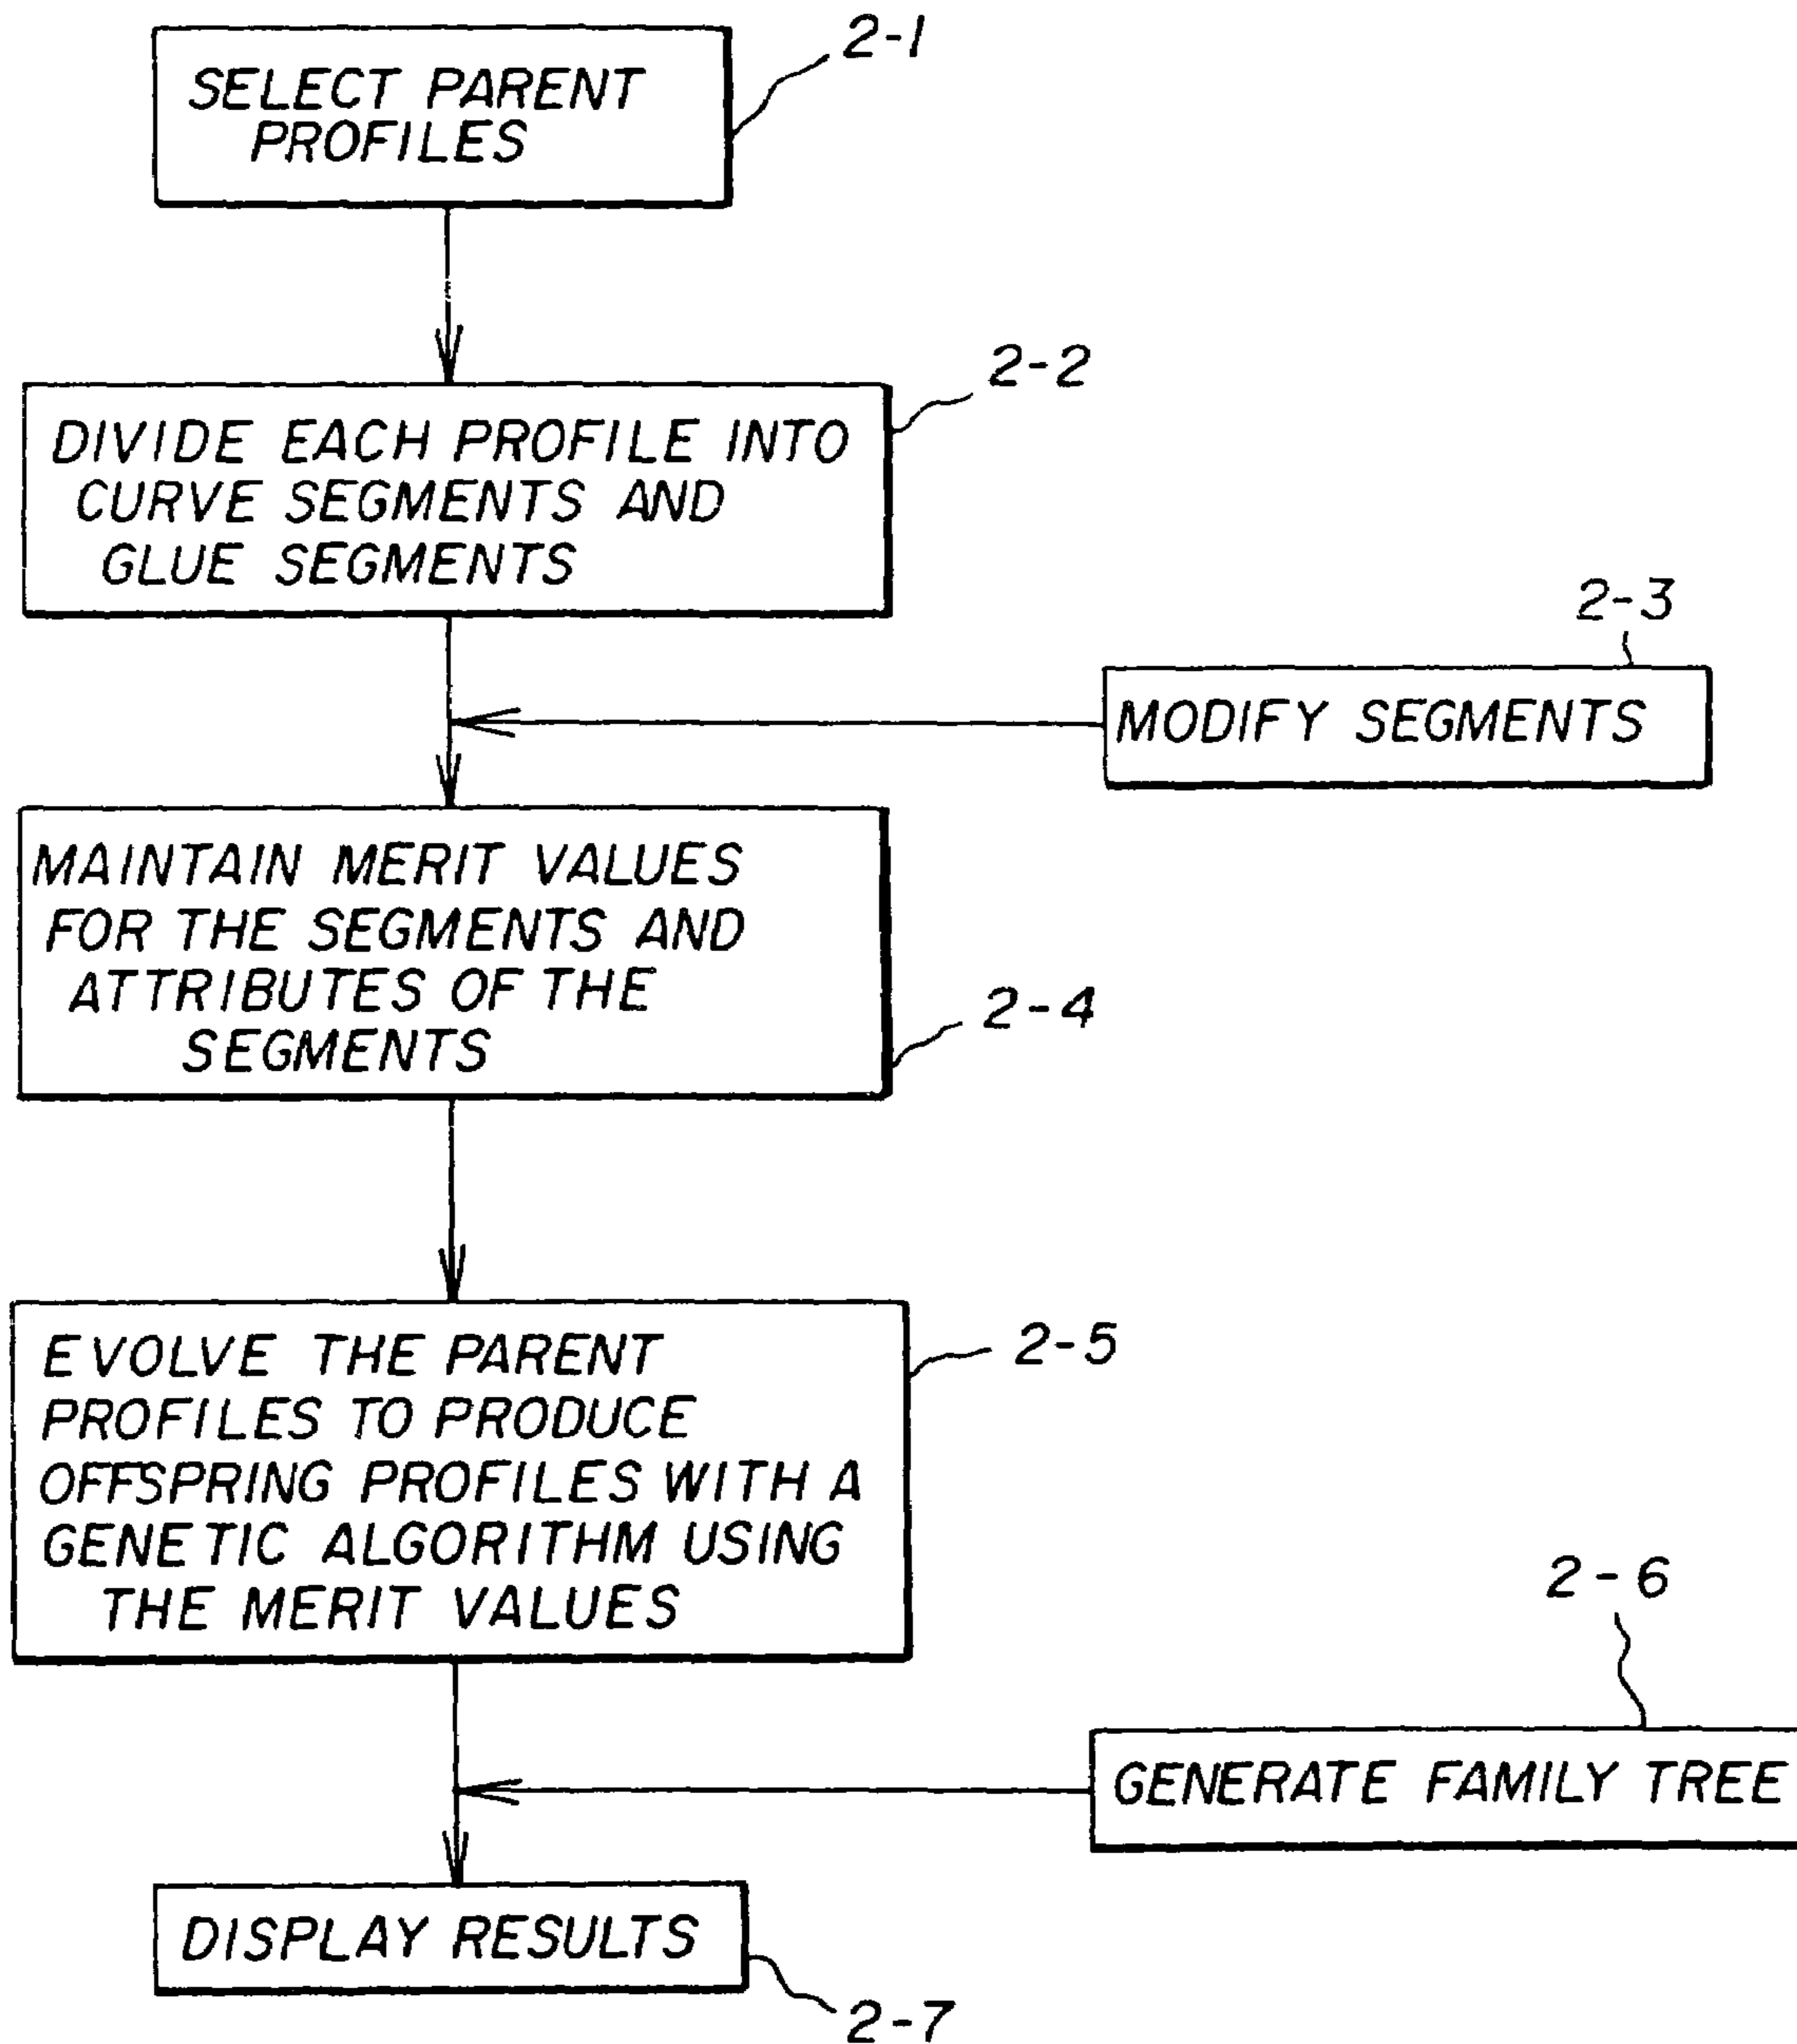 2-1
SELECT PARENT
PROFILES
2-2
DIVIDE EACH PROFILE INTO
CURVE SEGMENTS AND
GLUE SEGMENTS
2-3
MODIFY SEGMENTS
MAINTAIN MERIT VALUES
FOR THE SEGMENTS AND
ATTRIBUTES OF THE
SEGMENTS
2-4
EVOLVE THE PARENT
PROFILES TO PRODUCE
OFFSPRING PROFILES WITH A
GENETIC ALGORITHM USING
THE MERIT VALUES
2-5
2-6
GENERATE FAMILY TREE
DISPLAY RESULTS
2-7